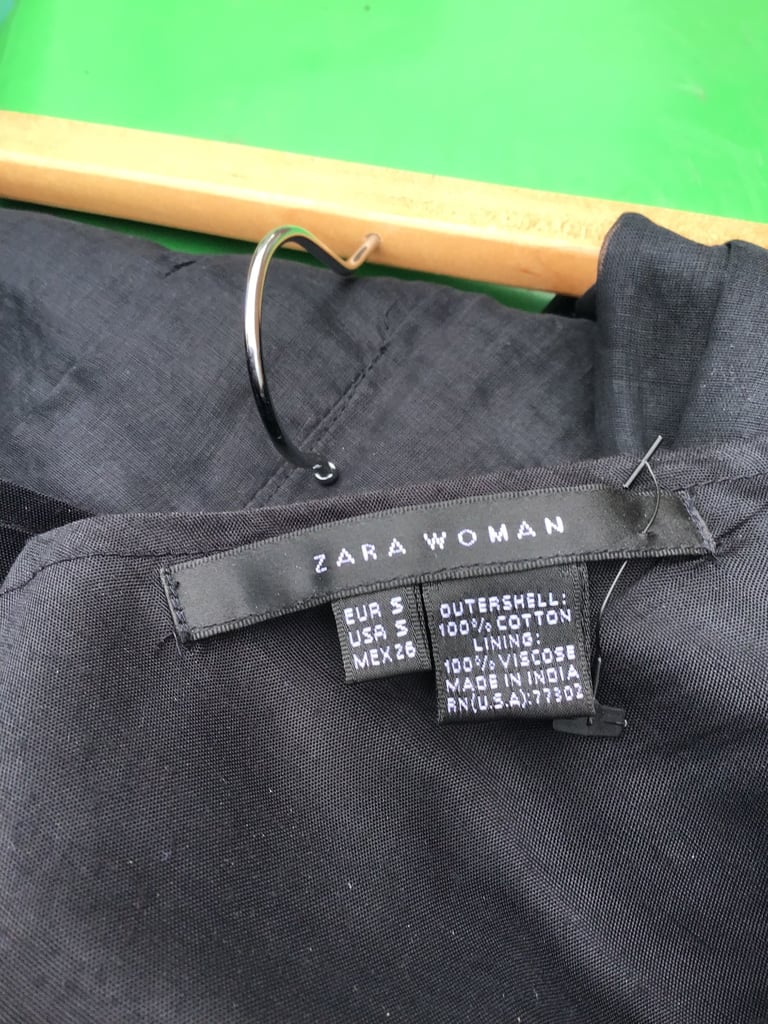 ZARA WOMAN
EUR S
USA S
MEX 26
OUTERSHELL:
100% COTTON
LINING:
100% VISCOSE
MADE IN INDIA
RN(U.S.A):77302